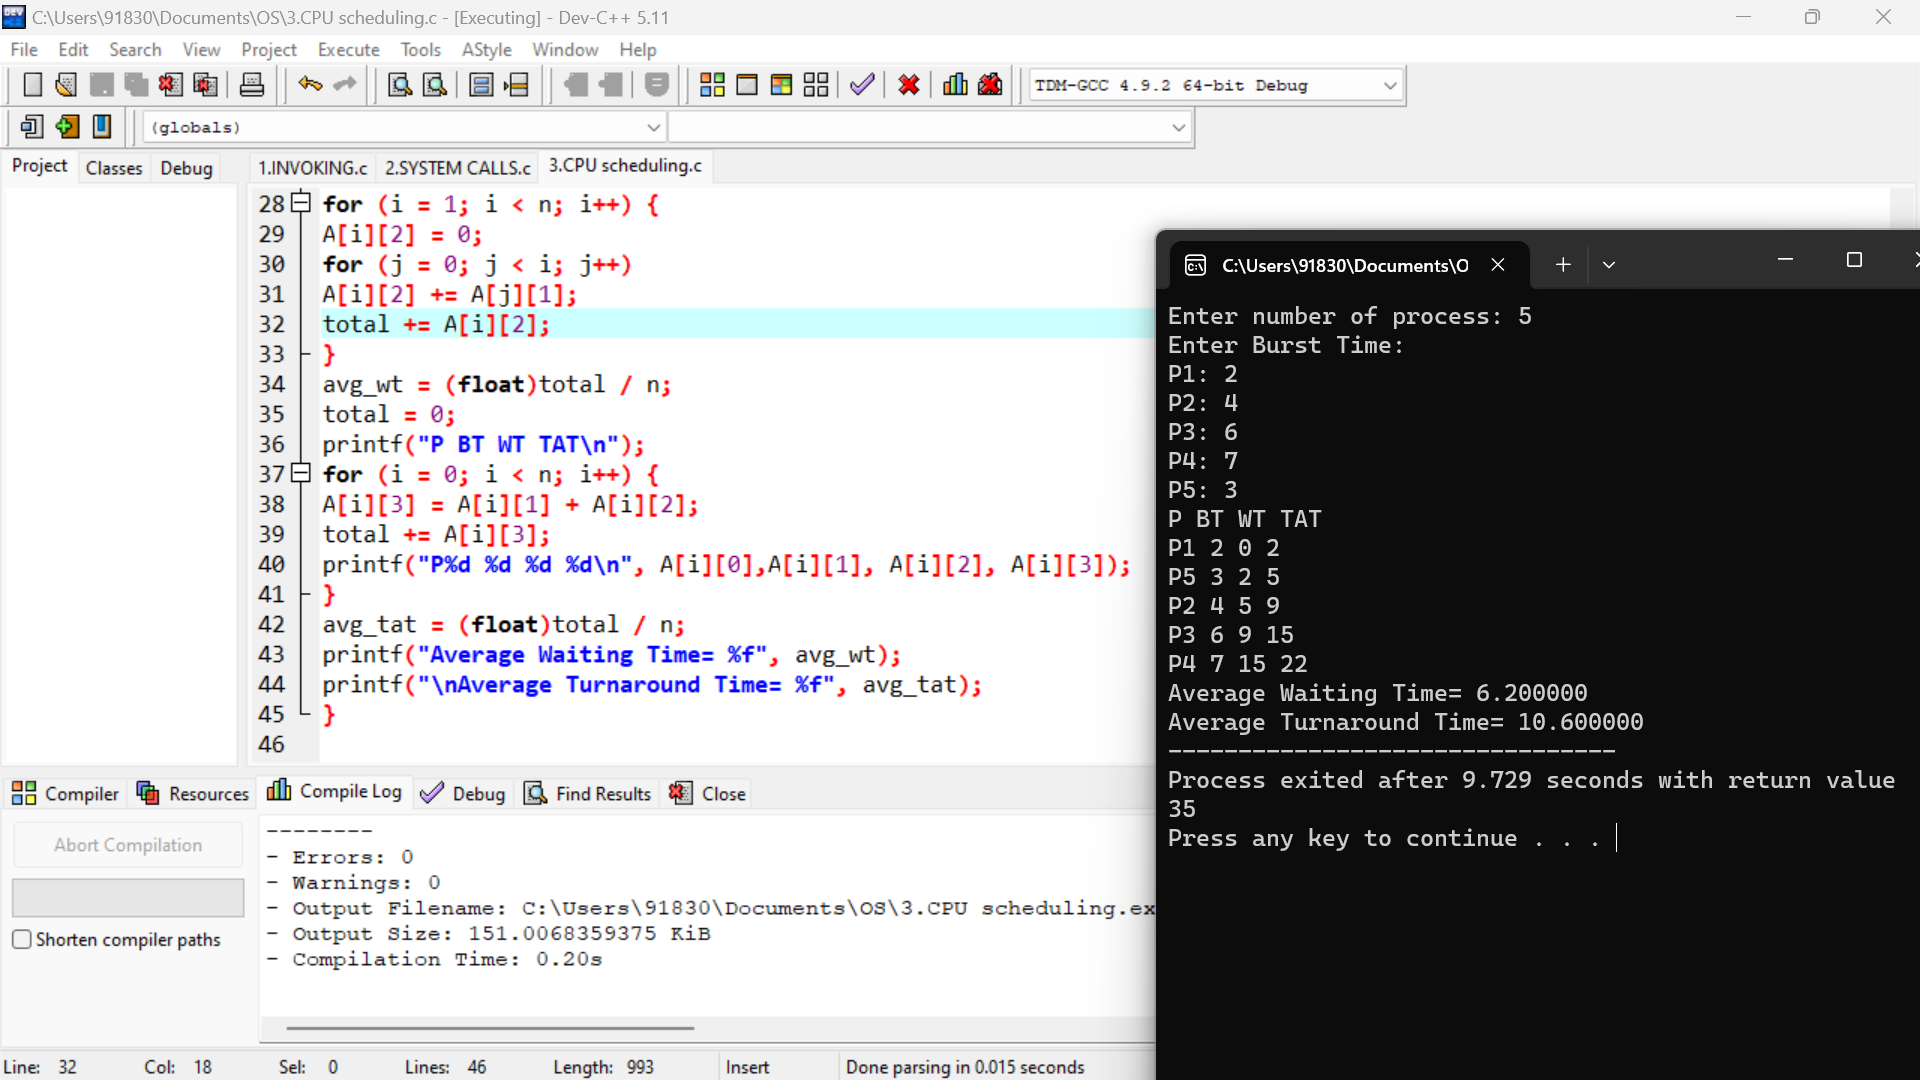 C:\Users\91830\Documents\OS\3.CPU scheduling.c - [Executing] - Dev-C++ 5.11
File Edit Search View Project Execute Tools AStyle Window Help
TDM-GCC 4.9.2 64-bit Debug
(globals)
Project Classes Debug
1.INVOKING.c 2.SYSTEM CALLS.c 3.CPU scheduling.c
28 for (i = 1; i < n; i++) {
29 A[i][2] = 0;
30 for (j = 0; j < i; j++)
31 A[i][2] += A[j][1];
32 total += A[i][2];
33 }
34 avg_wt = (float)total / n;
35 total = 0;
36 printf("P BT WT TAT\n");
37 for (i = 0; i < n; i++) {
38 A[i][3] = A[i][1] + A[i][2];
39 total += A[i][3];
40 printf("P%d %d %d %d\n", A[i][0],A[i][1], A[i][2], A[i][3]);
41 }
42 avg_tat = (float)total / n;
43 printf("Average Waiting Time= %f", avg_wt);
44 printf("\nAverage Turnaround Time= %f", avg_tat);
45 }
46
C:\Users\91830\Documents\O
Enter number of process: 5
Enter Burst Time:
P1: 2
P2: 4
P3: 6
P4: 7
P5: 3
P BT WT TAT
P1 2 0 2
P5 3 2 5
P2 4 5 9
P3 6 9 15
P4 7 15 22
Average Waiting Time= 6.200000
Average Turnaround Time= 10.600000
--------------------------------
Process exited after 9.729 seconds with return value
35
Press any key to continue . . .
Compiler Resources Compile Log Debug Find Results Close
Abort Compilation
Shorten compiler paths
--------
- Errors: 0
- Warnings: 0
- Output Filename: C:\Users\91830\Documents\OS\3.CPU scheduling.ex
- Output Size: 151.0068359375 KiB
- Compilation Time: 0.20s
Line: 32 Col: 18 Sel: 0 Lines: 46 Length: 993 Insert Done parsing in 0.015 seconds